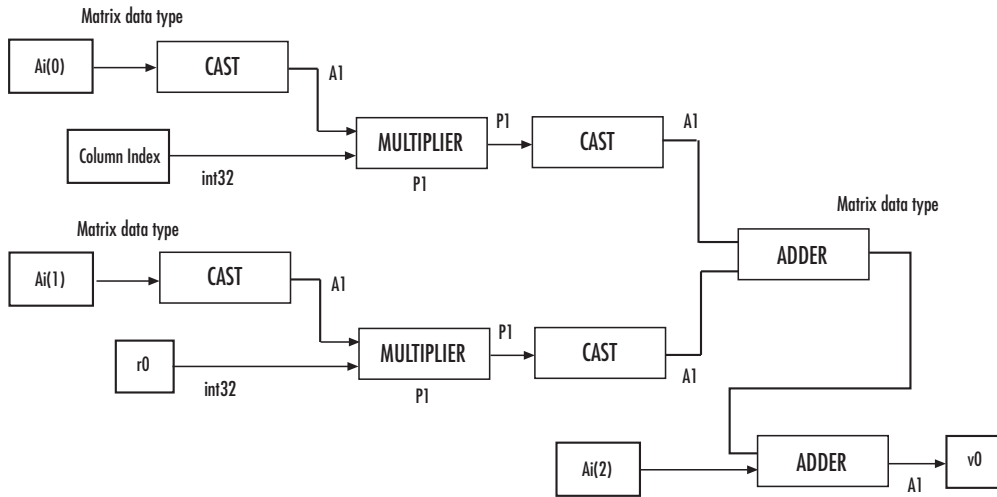 Matrix data type
Ai(0)
CAST
A1
Column Index
int32
MULTIPLIER
P1
P1
CAST
A1
Matrix data type
Ai(1)
CAST
A1
r0
int32
MULTIPLIER
P1
P1
CAST
A1
Matrix data type
ADDER
Ai(2)
ADDER
A1
v0